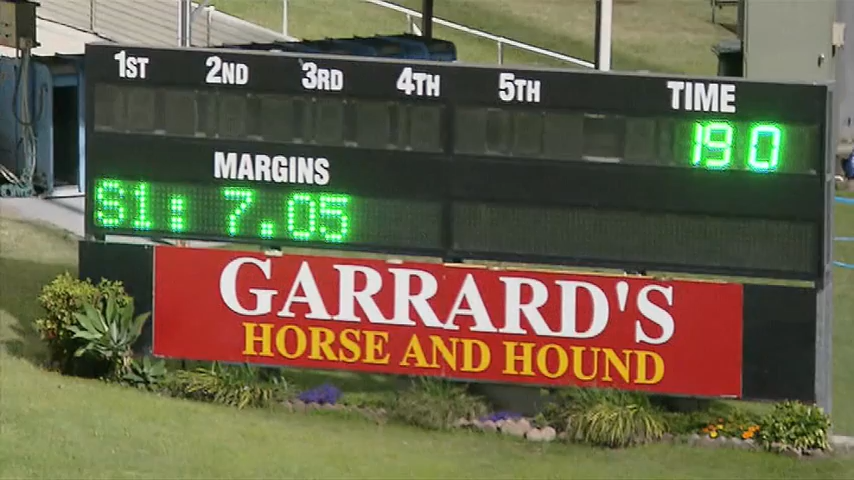 1ST 2ND 3RD 4TH 5TH TIME
19 0
MARGINS
S1: 7.05
GARRARD'S
HORSE AND HOUND